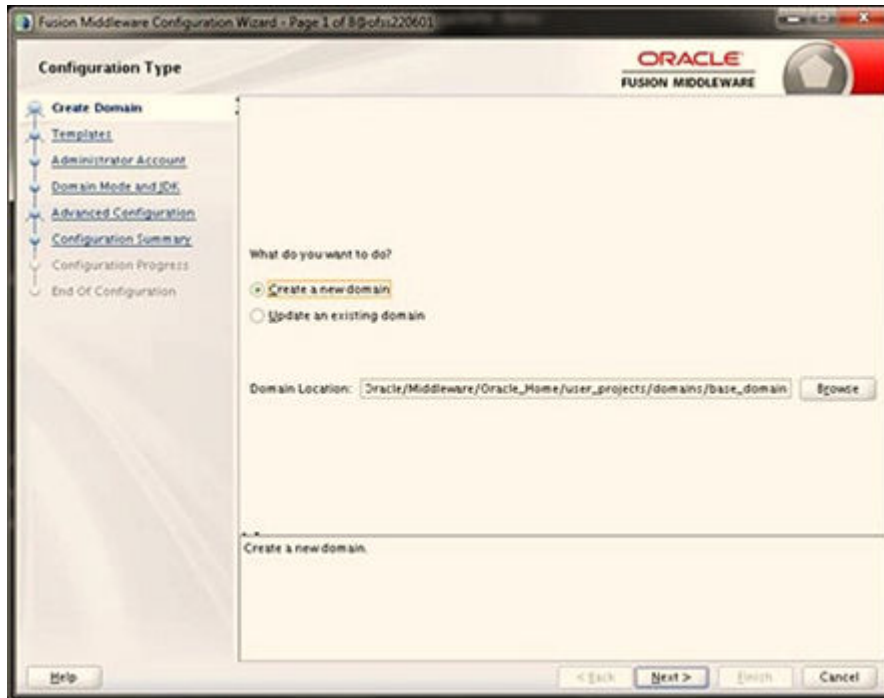 Fusion Middleware Configuration Wizard - Page 1 of 8@ofss220601
Configuration Type
ORACLE
FUSION MIDDLEWARE
Create Domain
Templates
Administrator Account
Domain Mode and JDK
Advanced Configuration
Configuration Summary
Configuration Progress
End Of Configuration
What do you want to do?
Create a new domain
Update an existing domain
Domain Location: Oracle/Middleware/Oracle_Home/user_projects/domains/base_domain Browse
Create a new domain.
Help
< Back Next > Finish Cancel